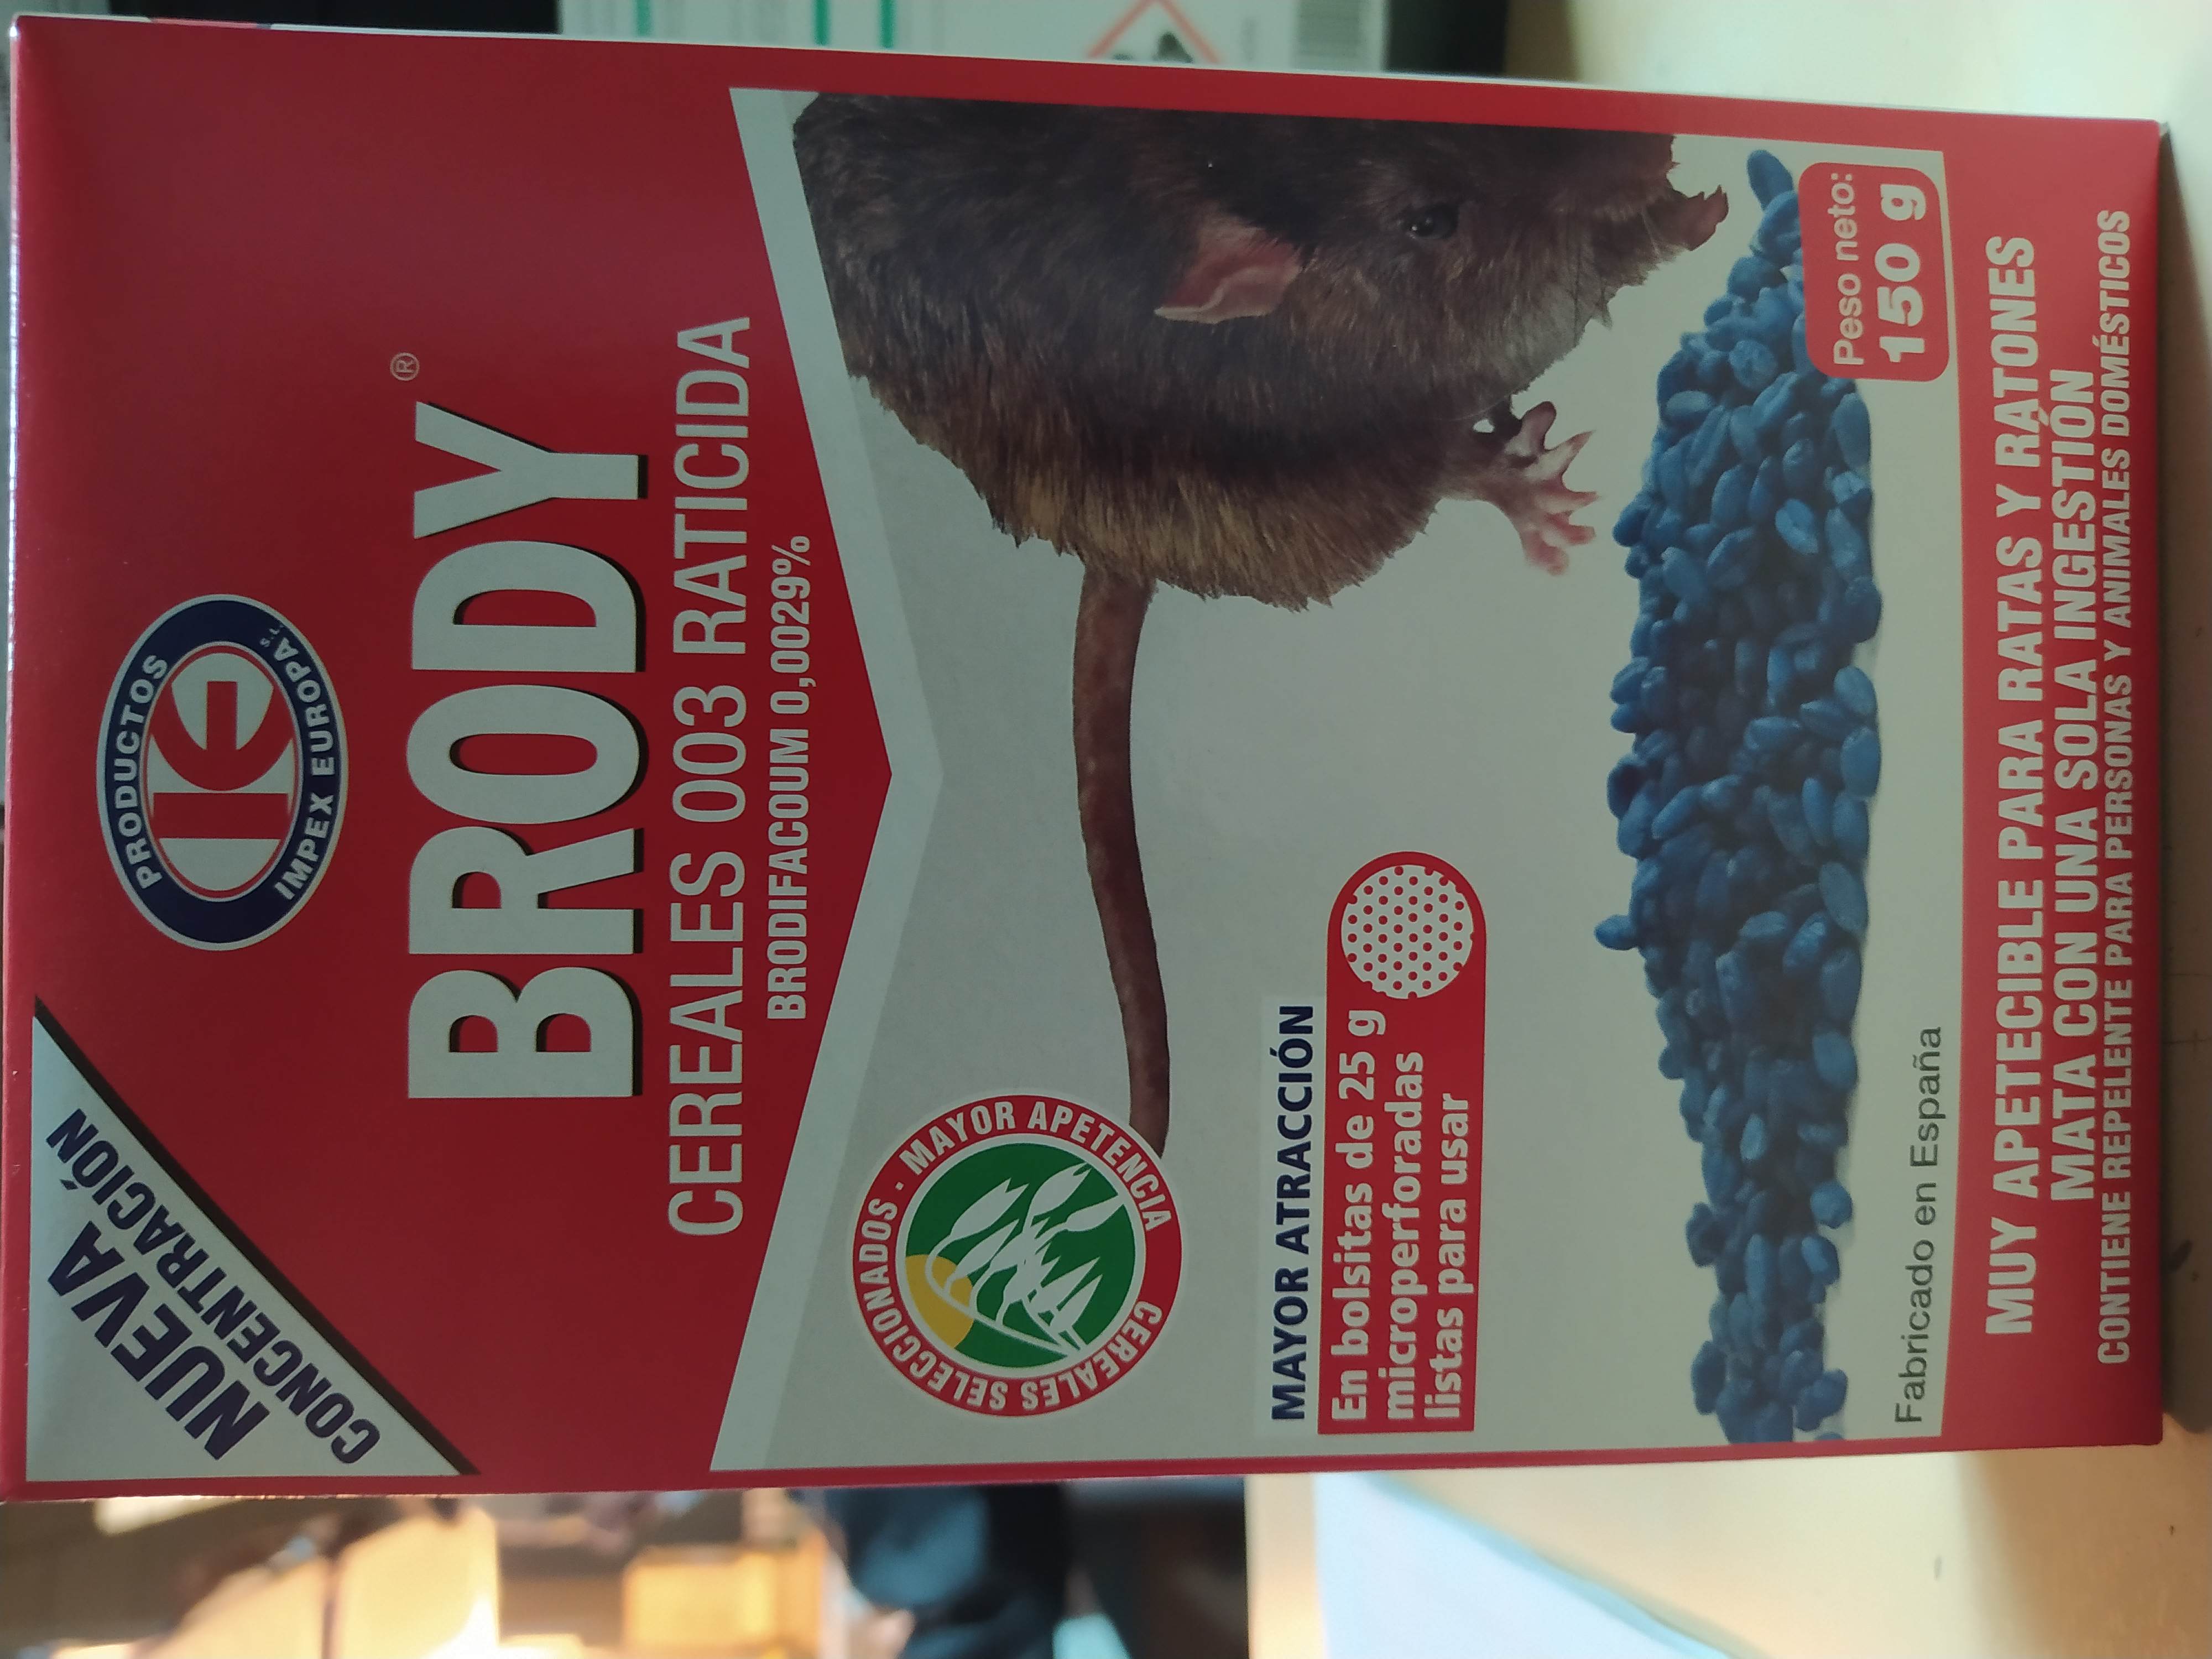 NUEVA
CONCENTRACIÓN
PRODUCTOS
IE
IMPEX EUROPA S.L.
BRODY®
CEREALES 003 RATICIDA
BRODIFACOUM 0,0029%
CEREALES SELECCIONADOS - MAYOR APETENCIA
MAYOR ATRACCIÓN
En bolsitas de 25 g
microperforadas
listas para usar
Peso neto:
150 g
Fabricado en España
MUY APETECIBLE PARA RATAS Y RATONES
MATA CON UNA SOLA INGESTIÓN
CONTIENE REPELENTE PARA PERSONAS Y ANIMALES DOMÉSTICOS